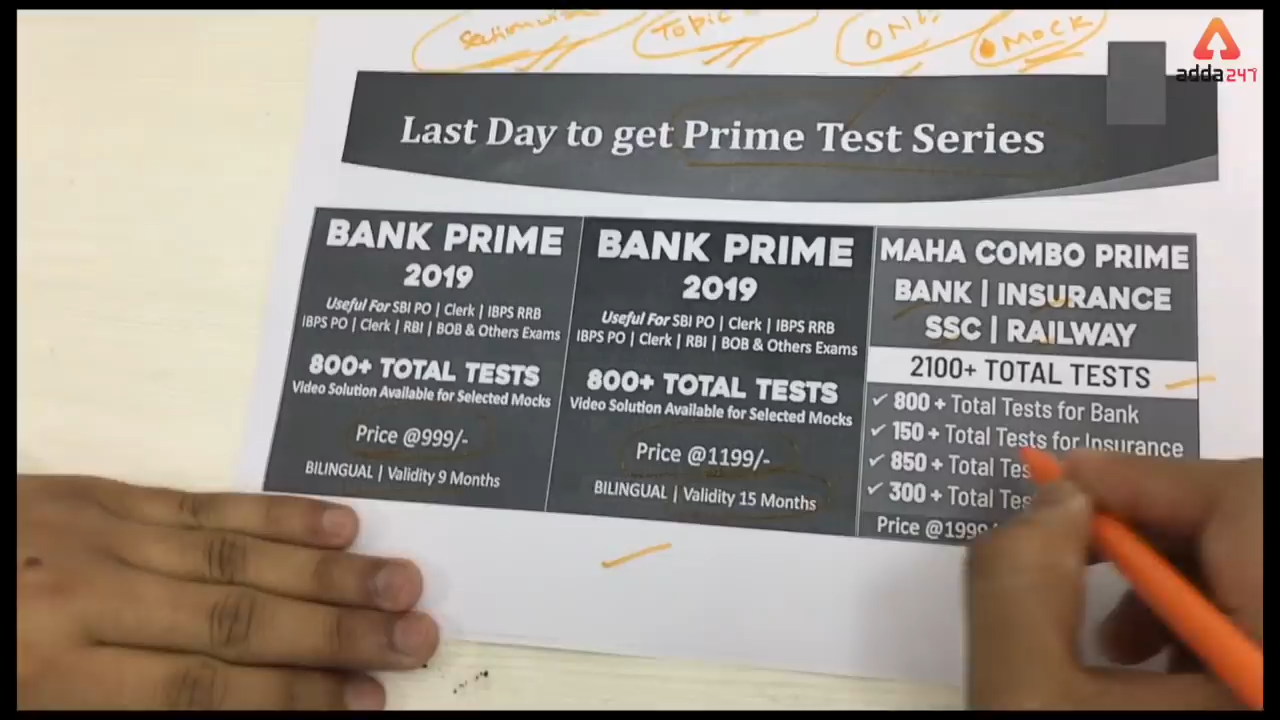 Sectionwise
Topic
ONLY
MOCK
adda247
Last Day to get Prime Test Series
BANK PRIME
2019
Useful For SBI PO | Clerk | IBPS RRB
IBPS PO | Clerk | RBI | BOB & Others Exams
800+ TOTAL TESTS
Video Solution Available for Selected Mocks
Price @999/-
BILINGUAL | Validity 9 Months
BANK PRIME
2019
Useful For SBI PO | Clerk | IBPS RRB
IBPS PO | Clerk | RBI | BOB & Others Exams
800+ TOTAL TESTS
Video Solution Available for Selected Mocks
Price @1199/-
BILINGUAL | Validity 15 Months
MAHA COMBO PRIME
BANK | INSURANCE
SSC | RAILWAY
2100+ TOTAL TESTS
✓ 800 + Total Tests for Bank
✓ 150 + Total Tests for Insurance
✓ 850 + Total
✓ 300 + Total
Price @1999